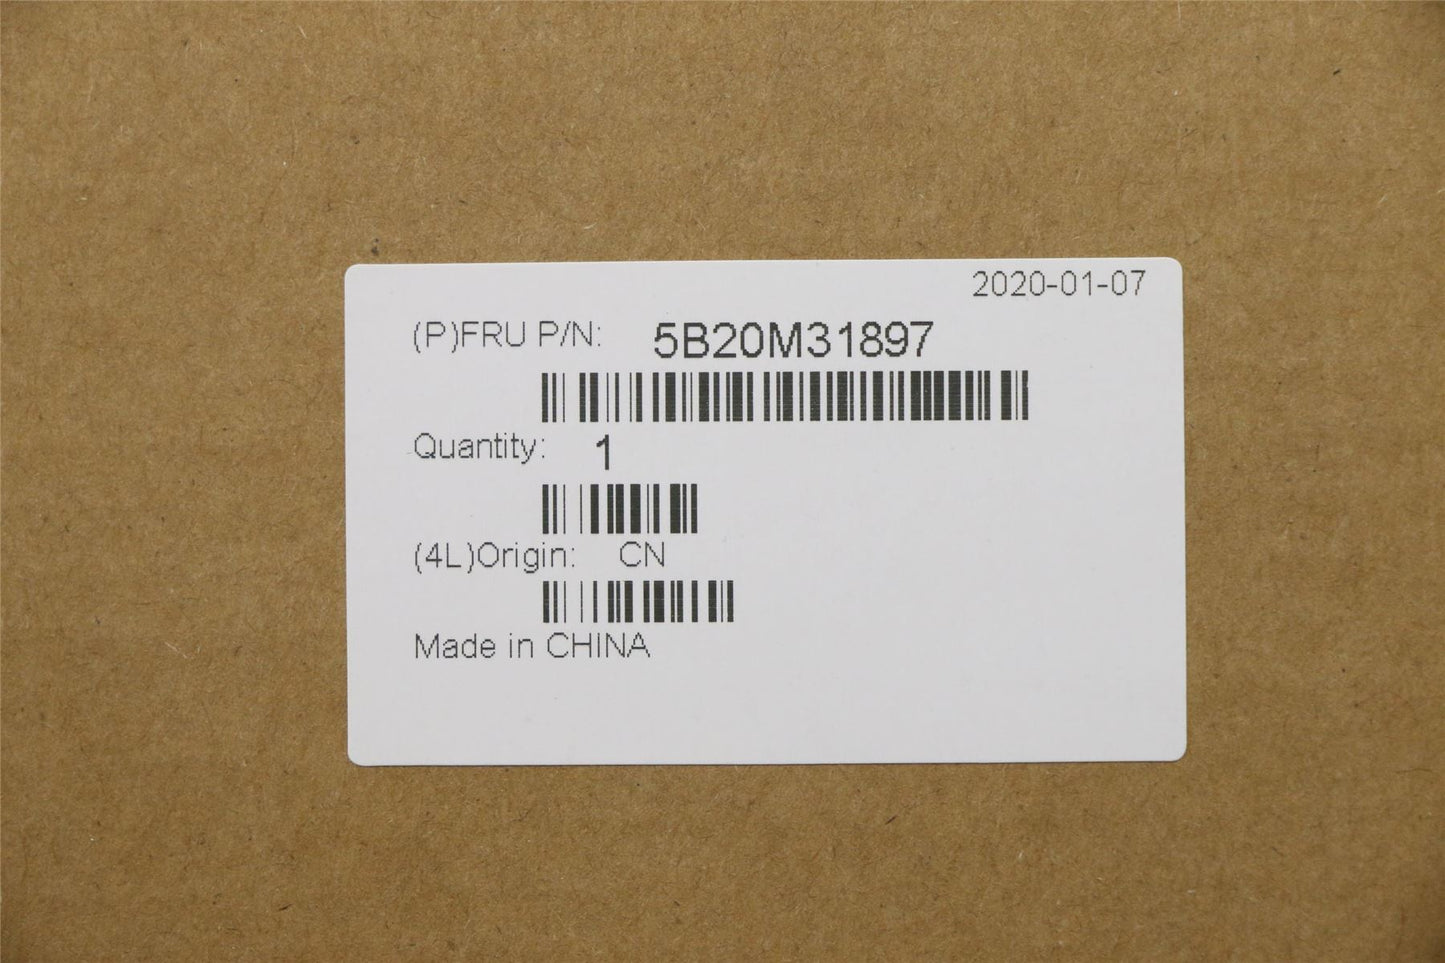 2020-01-07
(P)FRU P/N: 5B20M31897
Quantity: 1
(4L)Origin: CN
Made in CHINA